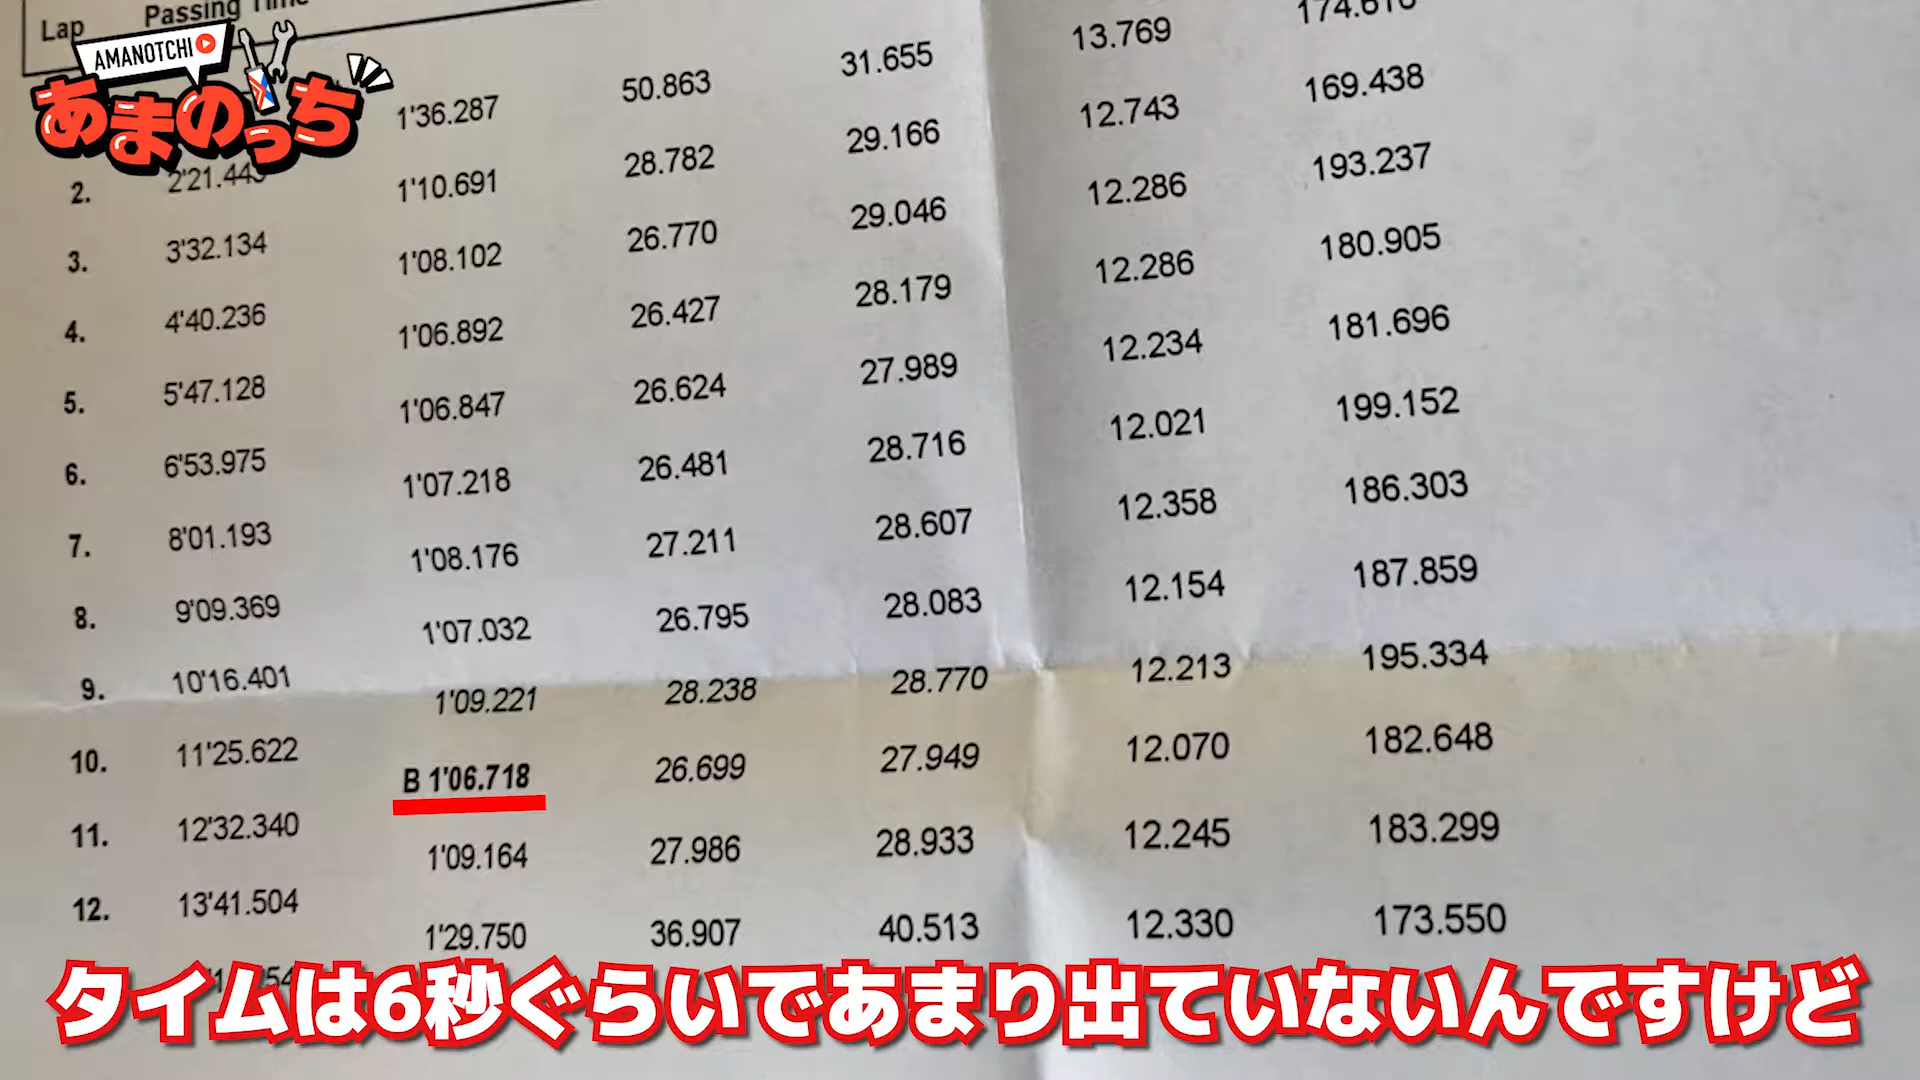 Lap Passing Time
AMANOTCHI
あまのっち
1'36.287 50.863 31.655 13.769
2. 1'10.691 28.782 29.166 12.743 169.438
3. 3'32.134 1'08.102 26.770 29.046 12.286 193.237
4. 4'40.236 1'06.892 26.427 28.179 12.286 180.905
5. 5'47.128 1'06.847 26.624 27.989 12.234 181.696
6. 6'53.975 1'07.218 26.481 28.716 12.021 199.152
7. 8'01.193 1'08.176 27.211 28.607 12.358 186.303
8. 9'09.369 1'07.032 26.795 28.083 12.154 187.859
9. 10'16.401 1'09.221 28.238 28.770 12.213 195.334
10. 11'25.622 B 1'06.718 26.699 27.949 12.070 182.648
11. 12'32.340 1'09.164 27.986 28.933 12.245 183.299
12. 13'41.504 1'29.750 36.907 40.513 12.330 173.550
タイムは6秒ぐらいであまり出ていないんですけど